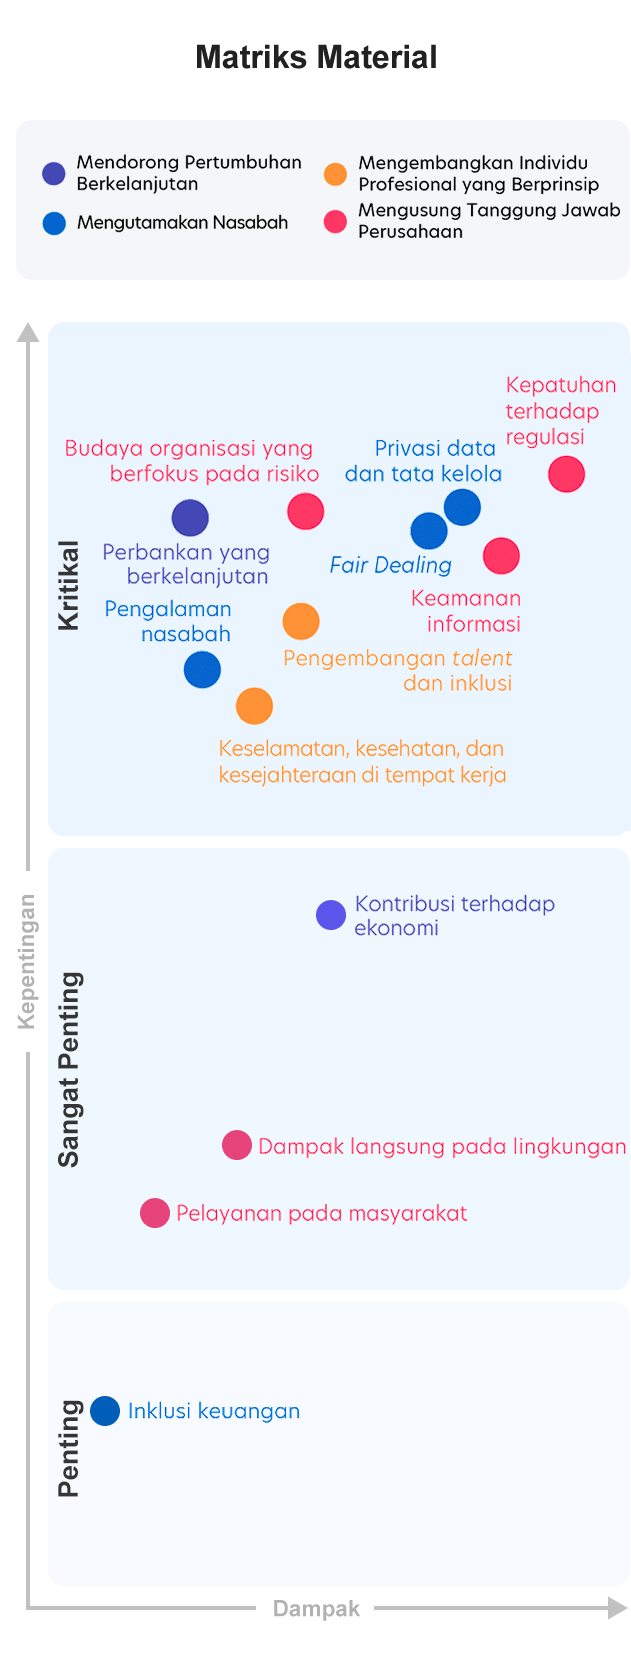 Matriks Material
Mendorong Pertumbuhan
Berkelanjutan
Mengutamakan Nasabah
Mengembangkan Individu
Profesional yang Berprinsip
Mengusung Tanggung Jawab
Perusahaan
Kritikal
Kepatuhan
terhadap
regulasi
Budaya organisasi yang
berfokus pada risiko
Privasi data
dan tata kelola
Perbankan yang
berkelanjutan
Fair Dealing
Pengalaman
nasabah
Keamanan
informasi
Pengembangan talent
dan inklusi
Keselamatan, kesehatan, dan
kesejahteraan di tempat kerja
Kepentingan
Sangat Penting
Kontribusi terhadap
ekonomi
Dampak langsung pada lingkungan
Pelayanan pada masyarakat
Penting
Inklusi keuangan
Dampak